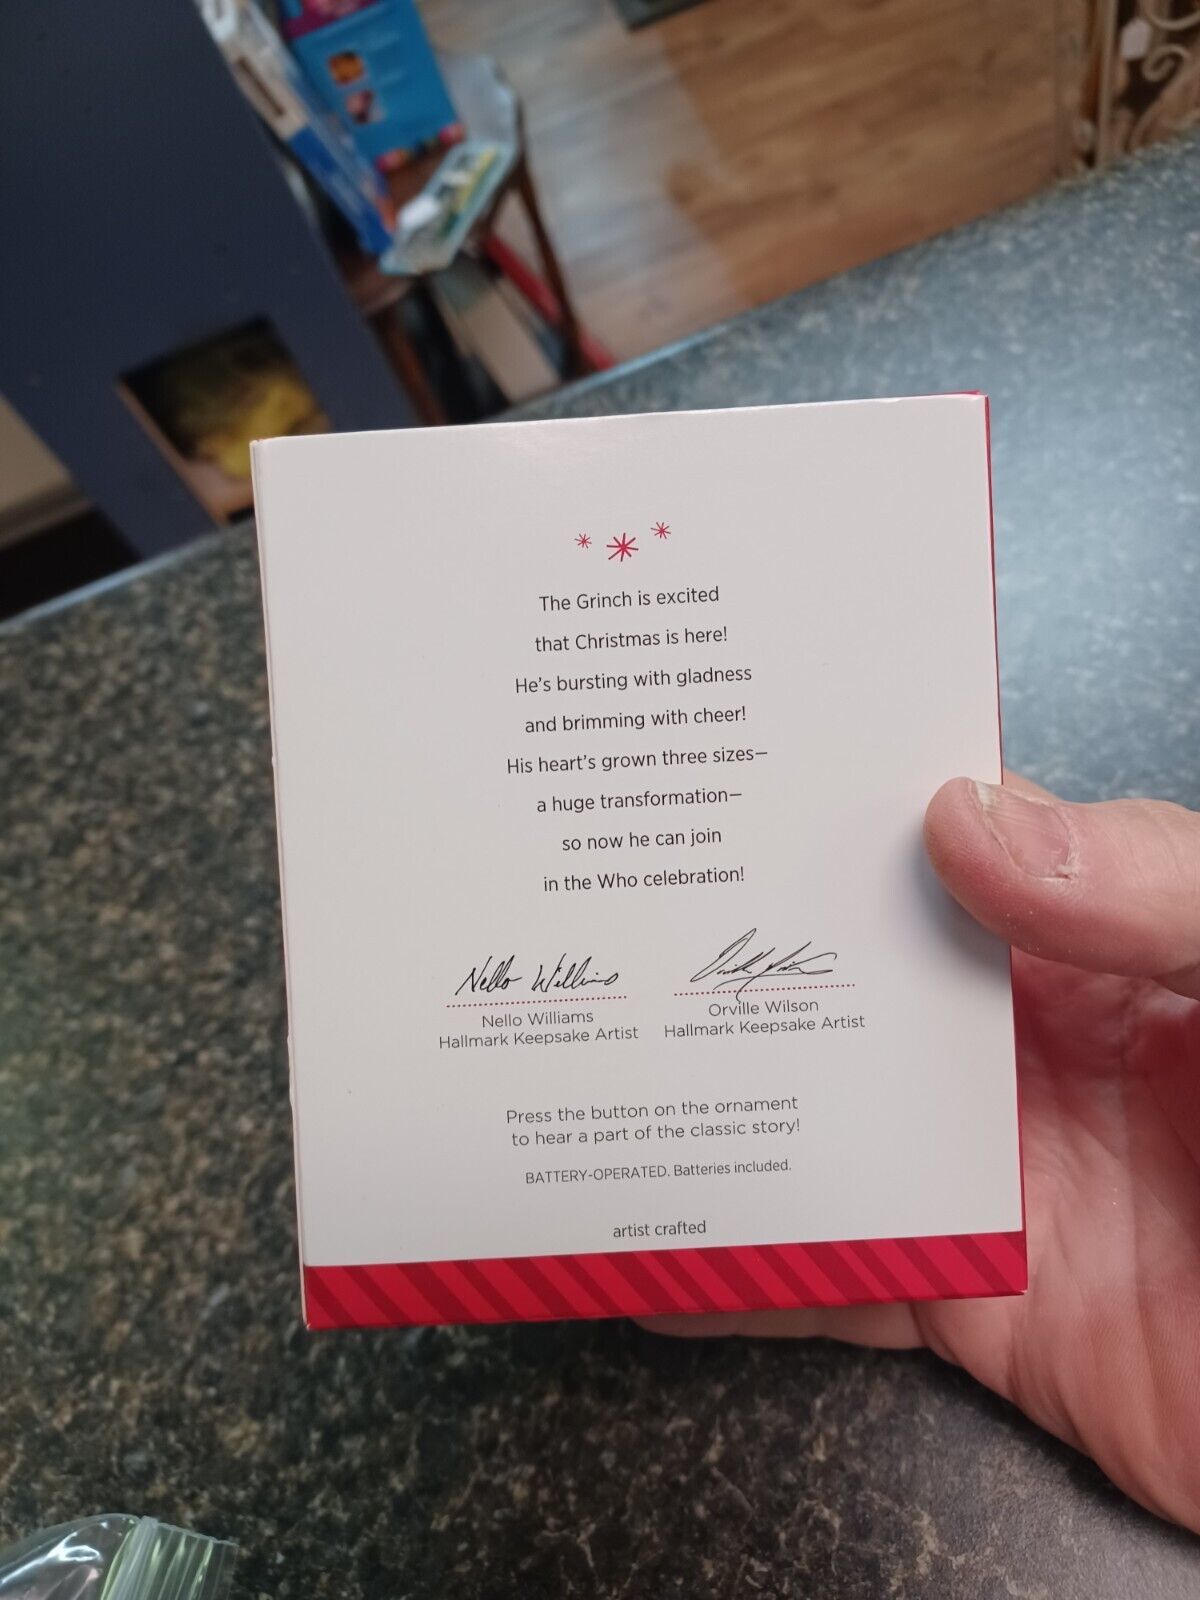 The Grinch is excited
that Christmas is here!
He's bursting with gladness
and brimming with cheer!
His heart's grown three sizes—
a huge transformation—
so now he can join
in the Who celebration!
Nello Williams
Nello Williams
Hallmark Keepsake Artist
Orville Wilson
Orville Wilson
Hallmark Keepsake Artist
Press the button on the ornament
to hear a part of the classic story!
BATTERY-OPERATED. Batteries included.
artist crafted